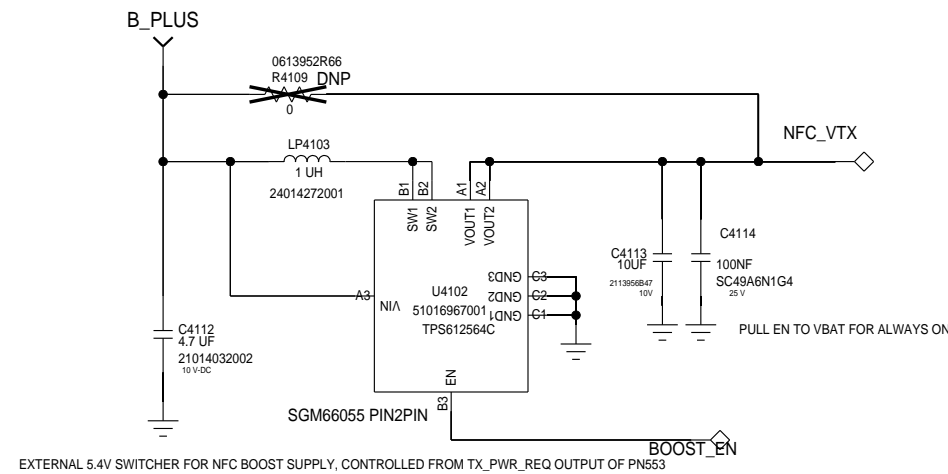 B_PLUS
0613952R66
R4109
DNP
0
NFC_VTX
LP4103
1 UH
24014272001
B1
B2
A1
A2
SW1
SW2
VOUT1
VOUT2
C4114
C4113
10UF
2113956B47
10V
100NF
SC49A6N1G4
25 V
A3
VIN
U4102
51016967001
TPS612564C
GND3
GND2
GND1
C3
C2
C1
C4112
4.7 UF
21014032002
10 V-DC
PULL EN TO VBAT FOR ALWAYS ON
EN
B3
SGM66055 PIN2PIN
BOOST_EN
EXTERNAL 5.4V SWITCHER FOR NFC BOOST SUPPLY, CONTROLLED FROM TX_PWR_REQ OUTPUT OF PN553